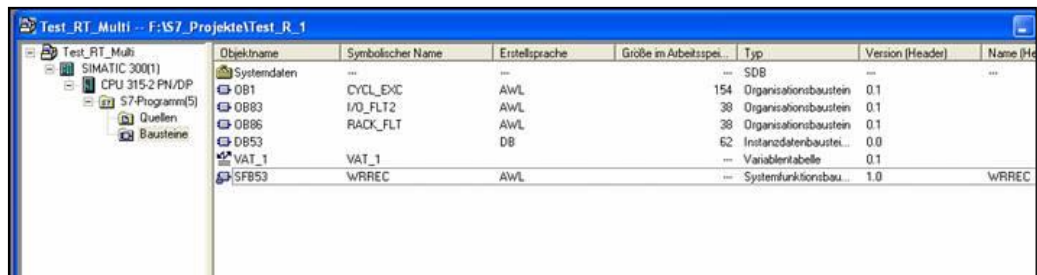 Test_RT_Multi -- F:\S7_Projekte\Test_R_1
Test_RT_Multi
SIMATIC 300(1)
CPU 315-2 PN/DP
S7-Programm(5)
Quellen
Bausteine
Objektname Symbolischer Name Erstellsprache Größe im Arbeitsspei... Typ Version (Header) Name (He
Systemdaten --- --- --- SDB --- ---
OB1 CYCL_EXC AWL 154 Organisationsbaustein 0.1
OB83 I/O_FLT2 AWL 38 Organisationsbaustein 0.1
OB86 RACK_FLT AWL 38 Organisationsbaustein 0.1
DB53 DB 62 Instanzdatenbaustei... 0.0
VAT_1 VAT_1 --- Variablentabelle 0.1
SFB53 WRREC AWL --- Systemfunktionsbau... 1.0 WRREC